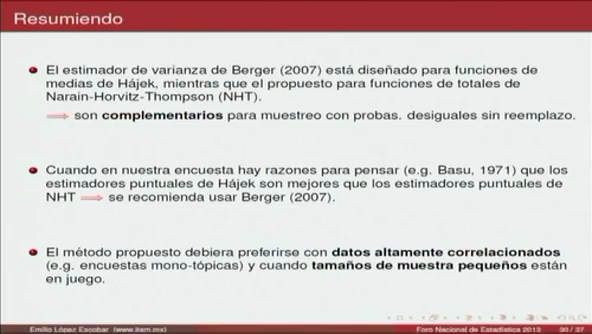 Resumiendo
El estimador de varianza de Berger (2007) está diseñado para funciones de
medias de Hájek, mientras que el propuesto para funciones de totales de
Narain-Horvitz-Thompson (NHT).
⟹ son complementarios para muestreo con probas. desiguales sin reemplazo.
Cuando en nuestra encuesta hay razones para pensar (e.g. Basu, 1971) que los
estimadores puntuales de Hájek son mejores que los estimadores puntuales de
NHT ⟹ se recomienda usar Berger (2007).
El método propuesto debiera preferirse con datos altamente correlacionados
(e.g. encuestas mono-tópicas) y cuando tamaños de muestra pequeños están
en juego.
Emilio López Escobar (www.itam.mx) Foro Nacional de Estadística 2013 30 / 37